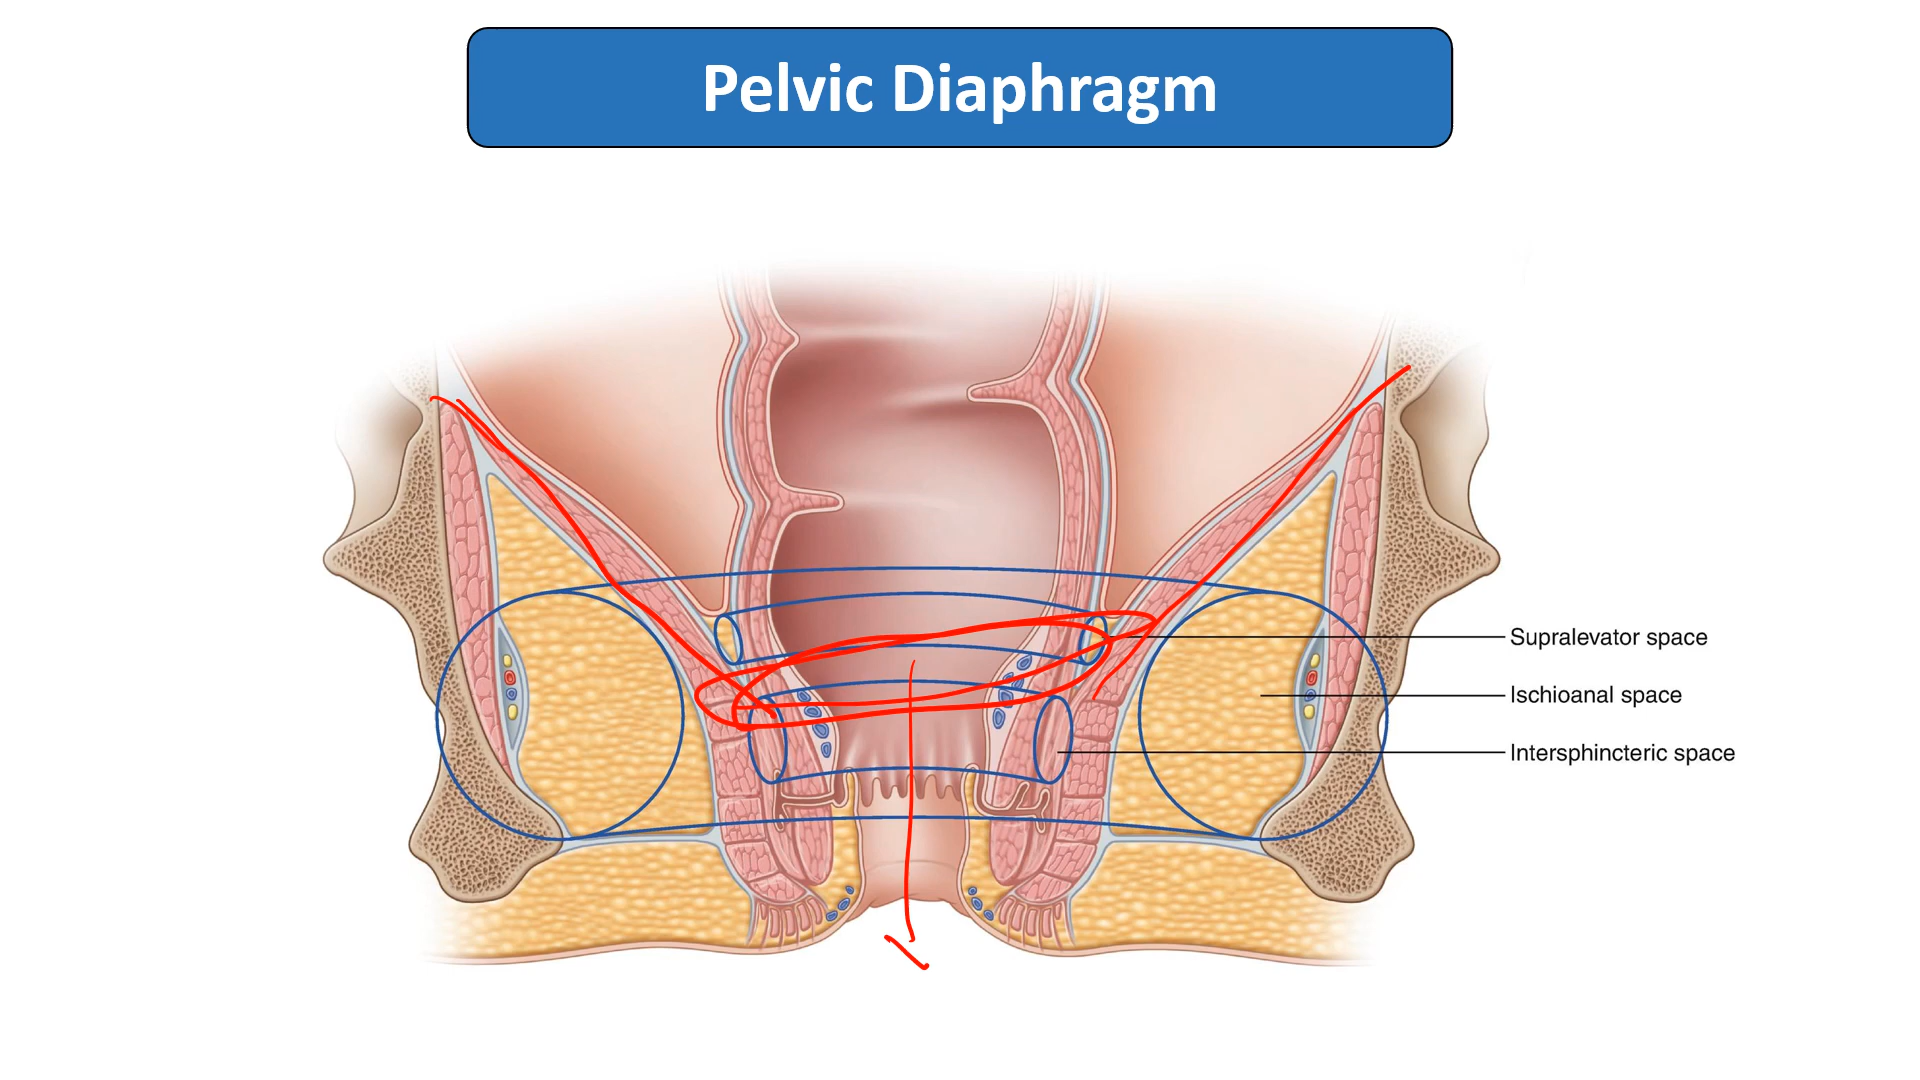 Pelvic Diaphragm
Supralevator space
Ischioanal space
Intersphincteric space